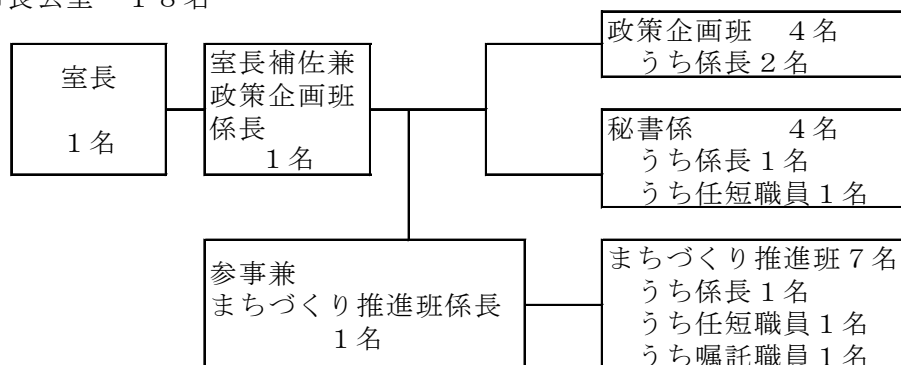 長公室 18名
室長
1名
室長補佐兼
政策企画班
係長
1名
政策企画班 4名
うち係長2名
秘書係 4名
うち係長1名
うち任短職員1名
参事兼
まちづくり推進班係長
1名
まちづくり推進班7名
うち係長1名
うち任短職員1名
うち嘱託職員1名